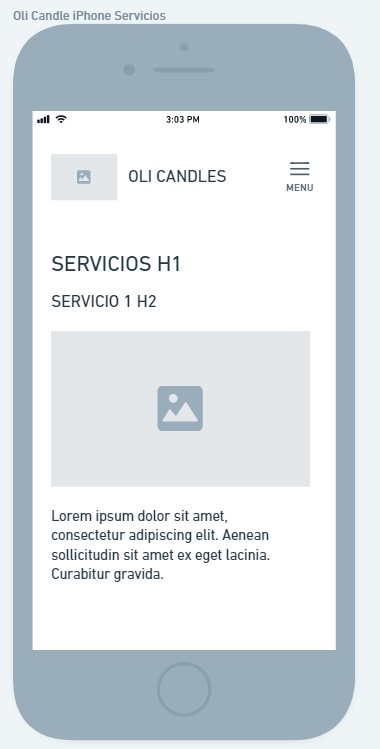 Oli Candle iPhone Servicios
3:03 PM
100%
OLI CANDLES
MENU
SERVICIOS H1
SERVICIO 1 H2
Lorem ipsum dolor sit amet,
consectetur adipiscing elit. Aenean
sollicitudin sit amet ex eget lacinia.
Curabitur gravida.